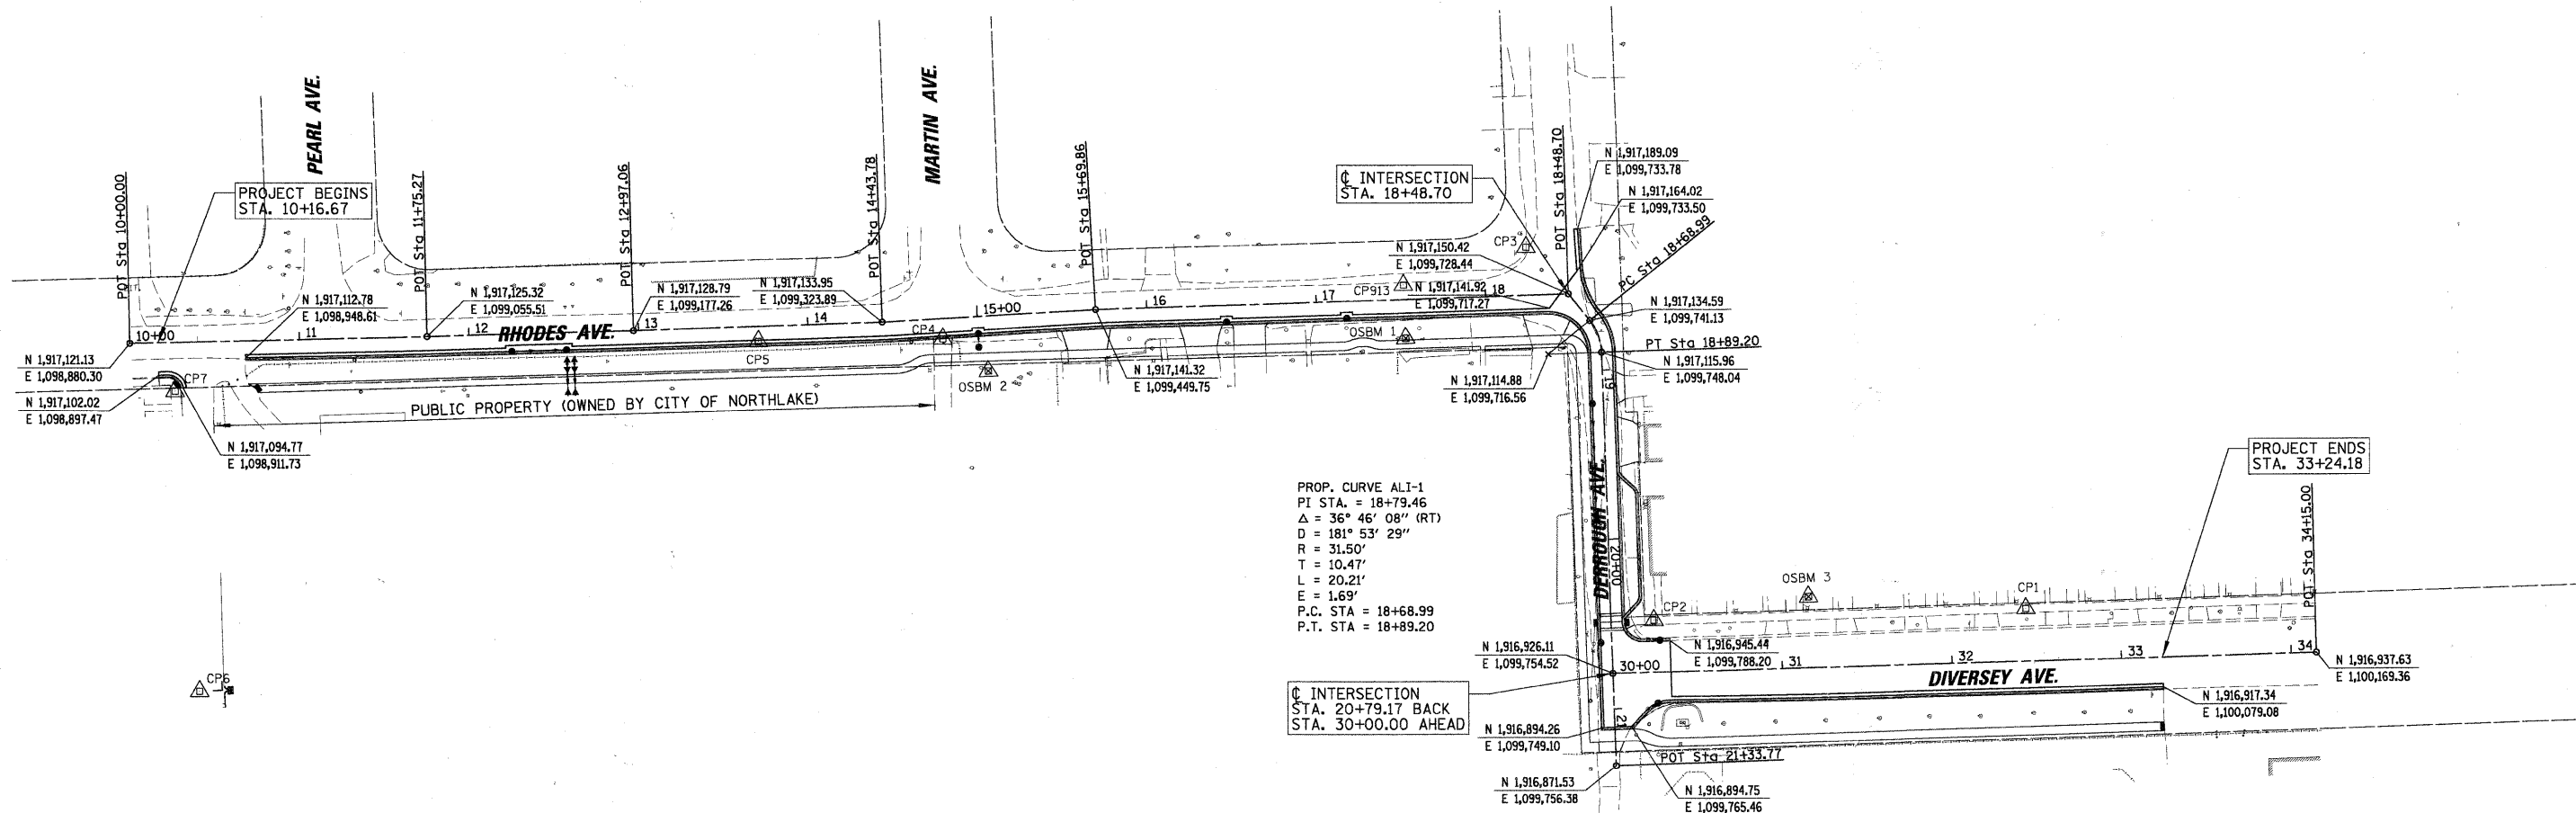 PEARL AVE.
MARTIN AVE.
POT Sta 10+00.00
PROJECT BEGINS
STA. 10+16.67
POT Sta 11+75.27
POT Sta 12+97.06
POT Sta 14+43.78
POT Sta 15+69.86
POT Sta 18+48.70
℄ INTERSECTION
STA. 18+48.70
N 1,917,189.09
E 1,099,733.78
N 1,917,164.02
E 1,099,733.50
PC Sta 18+68.99
N 1,917,150.42
E 1,099,728.44
CP3
CP913
N 1,917,141.92
E 1,099,717.27
N 1,917,112.78
E 1,098,948.61
N 1,917,125.32
E 1,099,055.51
N 1,917,128.79
E 1,099,177.26
N 1,917,133.95
E 1,099,323.89
N 1,917,134.59
E 1,099,741.13
10+00
11
12
13
14
15+00
16
17
18
RHODES AVE.
CP5
CP4
OSBM 1
OSBM 2
PT Sta 18+89.20
N 1,917,115.96
E 1,099,748.04
N 1,917,121.13
E 1,098,880.30
CP7
N 1,917,102.02
E 1,098,897.47
N 1,917,141.32
E 1,099,449.75
N 1,917,114.88
E 1,099,716.56
19
PUBLIC PROPERTY (OWNED BY CITY OF NORTHLAKE)
N 1,917,094.77
E 1,098,911.73
PROJECT ENDS
STA. 33+24.18
PROP. CURVE ALI-1
PI STA. = 18+79.46
Δ = 36° 46' 08" (RT)
D = 181° 53' 29"
R = 31.50'
T = 10.47'
L = 20.21'
E = 1.69'
P.C. STA = 18+68.99
P.T. STA = 18+89.20
DERROUGH AVE.
20+00
POT Sta 34+15.00
OSBM 3
CP1
CP2
CP6
N 1,916,926.11
E 1,099,754.52
30+00
N 1,916,945.44
E 1,099,788.20
31
32
33
34
N 1,916,937.63
E 1,100,169.36
DIVERSEY AVE.
℄ INTERSECTION
STA. 20+79.17 BACK
STA. 30+00.00 AHEAD
21
N 1,916,917.34
E 1,100,079.08
N 1,916,894.26
E 1,099,749.10
POT Sta 21+33.77
N 1,916,871.53
E 1,099,756.38
N 1,916,894.75
E 1,099,765.46